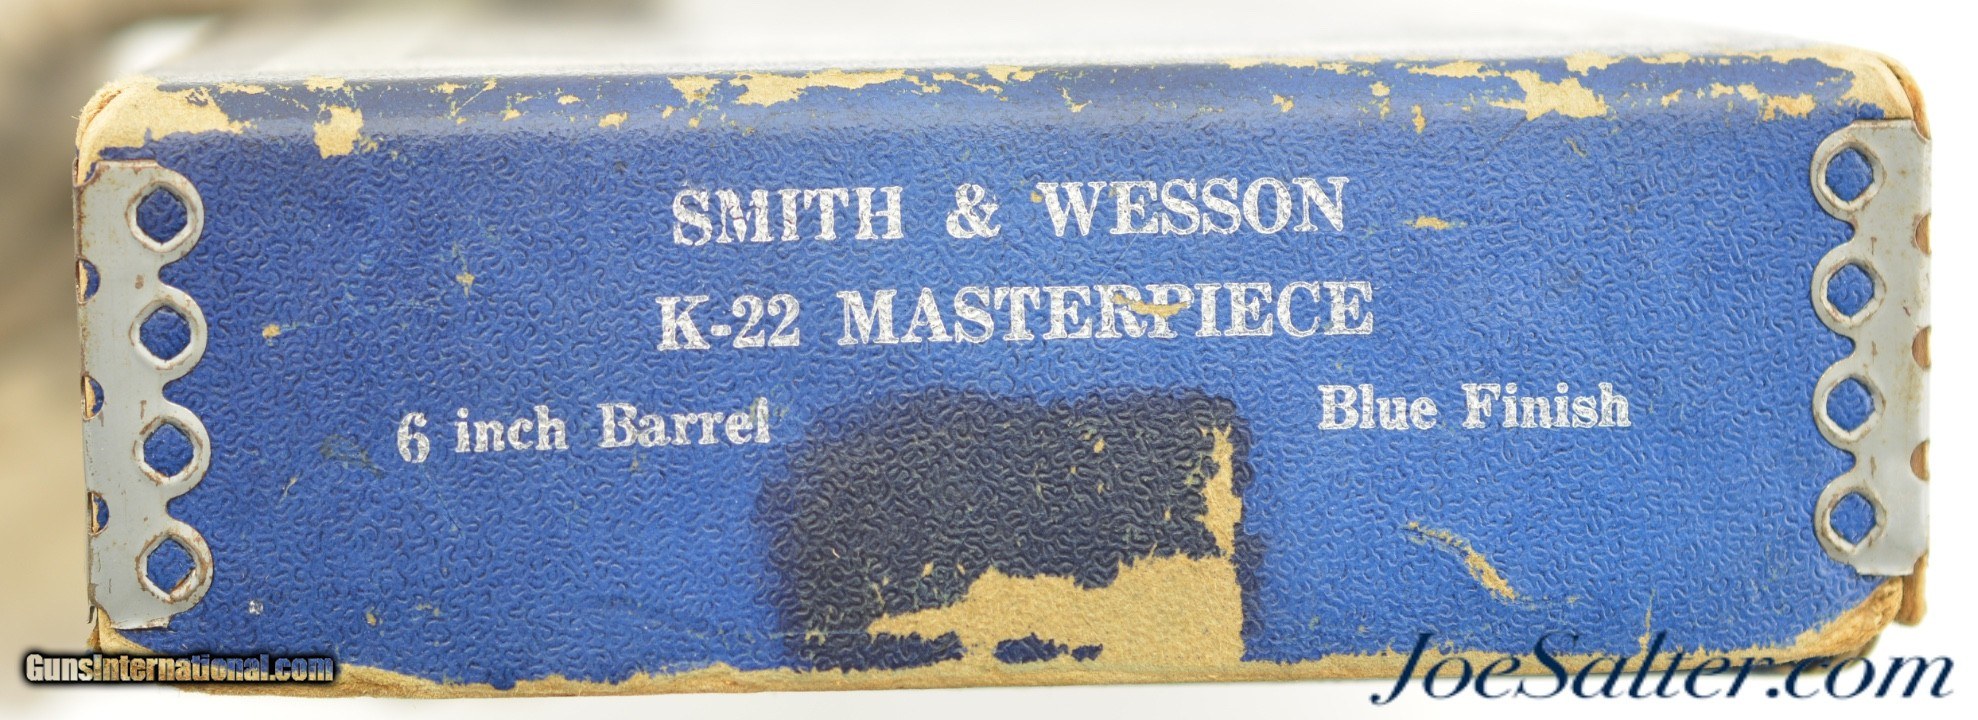 SMITH & WESSON
K-22 MASTERPIECE
6 inch Barrel Blue Finish
GunsInternational.com
JoeSalter.com